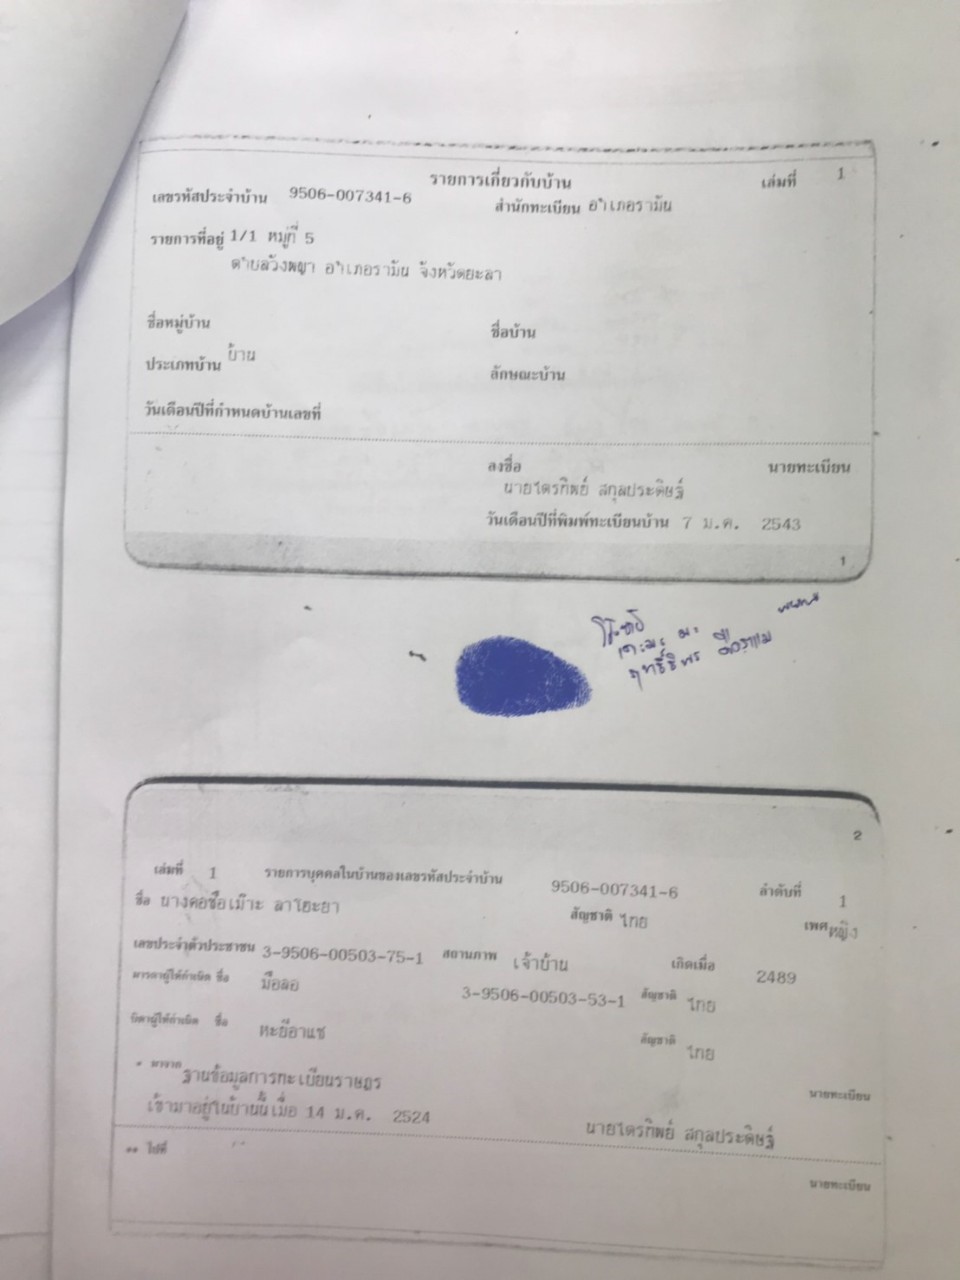 รายการเกี่ยวกับบ้าน เล่มที่ 1
เลขรหัสประจำบ้าน 9506-007341-6 สำนักทะเบียน อำเภอรามัน
รายการที่อยู่ 1/1 หมู่ที่ 5
ตำบลวังพญา อำเภอรามัน จังหวัดยะลา
ชื่อหมู่บ้าน ชื่อบ้าน
ประเภทบ้าน บ้าน ลักษณะบ้าน
วันเดือนปีที่กำหนดบ้านเลขที่
ลงชื่อ นายทะเบียน
นายไตรทิพย์ สกุลประดิษฐ์
วันเดือนปีที่พิมพ์ทะเบียนบ้าน 7 ม.ค. 2543
1
2
เล่มที่ 1 รายการบุคคลในบ้านของเลขรหัสประจำบ้าน 9506-007341-6 ลำดับที่ 1
ชื่อ นางคอซือเม๊าะ ลาโฮะยา สัญชาติ ไทย เพศ หญิง
เลขประจำตัวประชาชน 3-9506-00503-75-1 สถานภาพ เจ้าบ้าน เกิดเมื่อ 2489
มารดาผู้ให้กำเนิด ชื่อ มือลอ 3-9506-00503-53-1 สัญชาติ ไทย
บิดาผู้ให้กำเนิด ชื่อ หะยีอาแซ สัญชาติ ไทย
* มาจาก ฐานข้อมูลการทะเบียนราษฎร นายทะเบียน
เข้ามาอยู่ในบ้านนี้เมื่อ 14 ม.ค. 2524
นายไตรทิพย์ สกุลประดิษฐ์
** ไปที่
นายทะเบียน